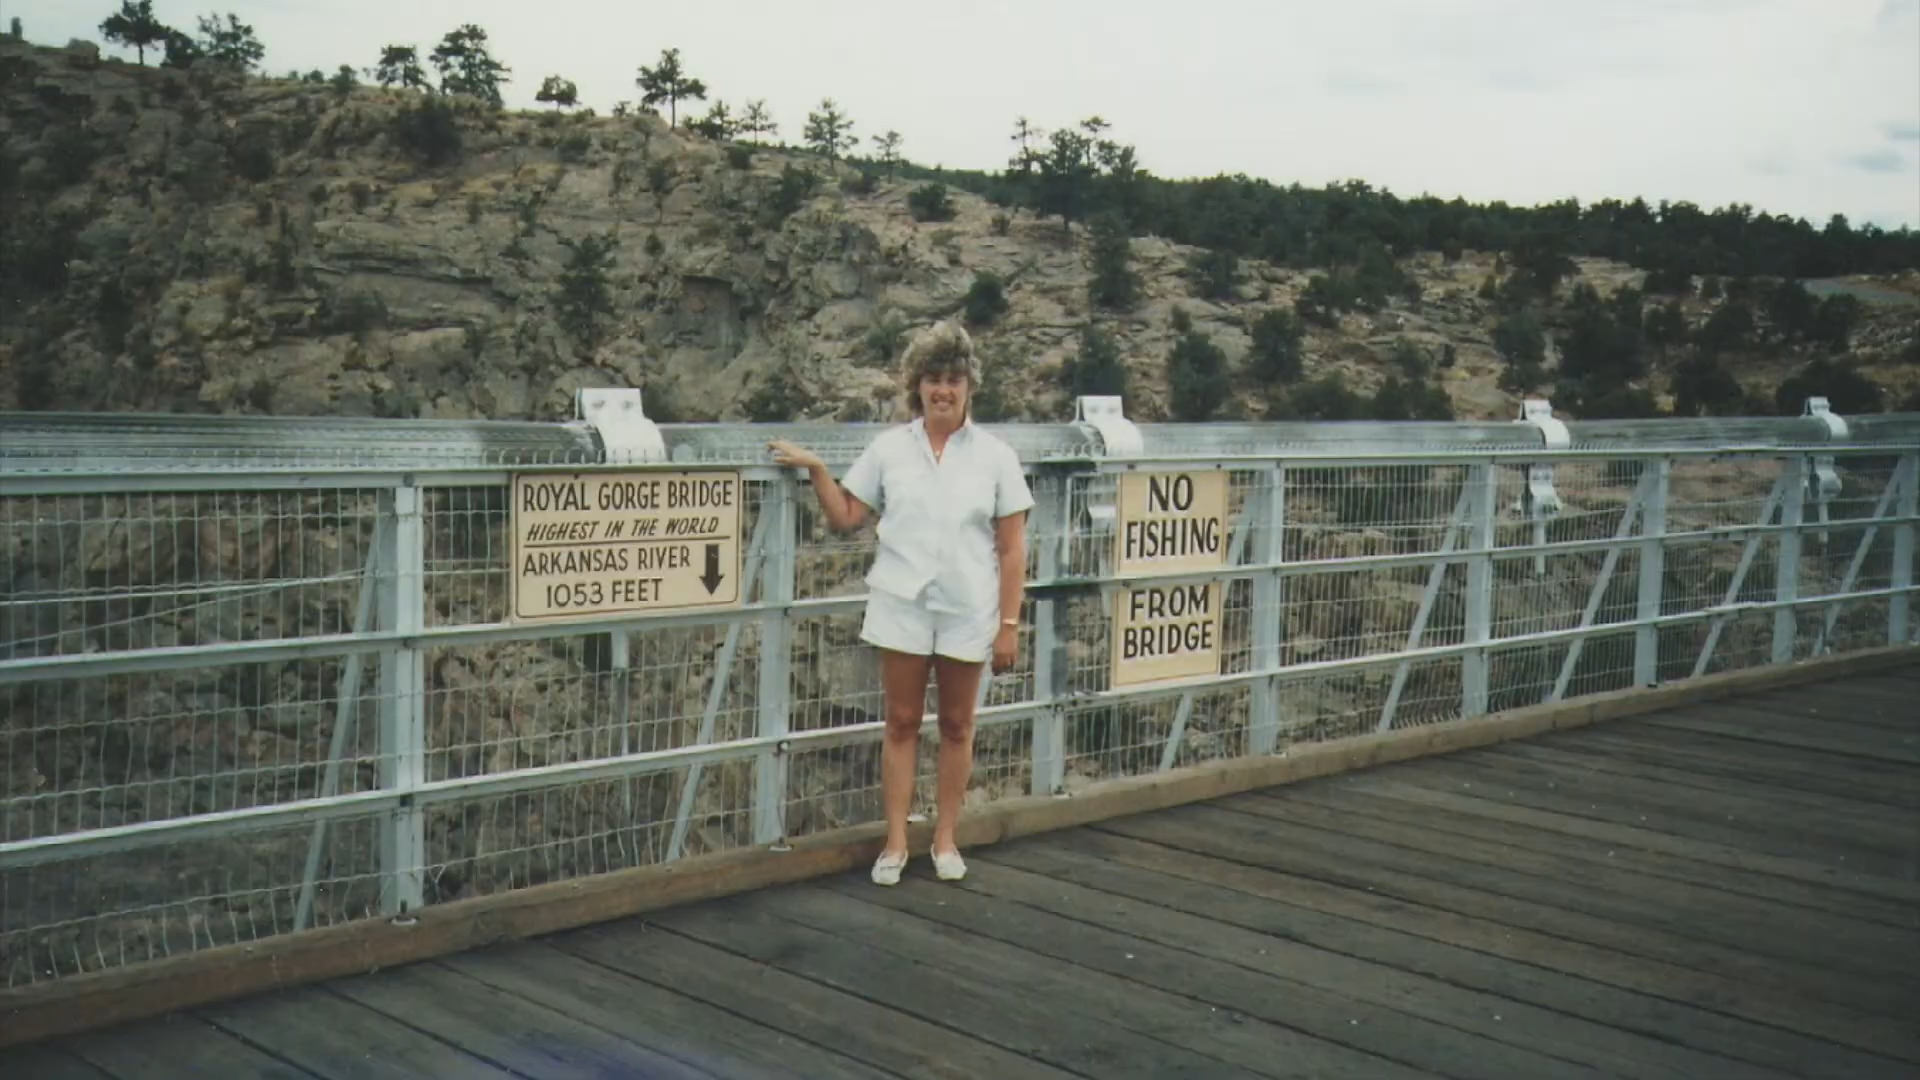 ROYAL GORGE BRIDGE
HIGHEST IN THE WORLD
ARKANSAS RIVER
1053 FEET
NO
FISHING
FROM
BRIDGE